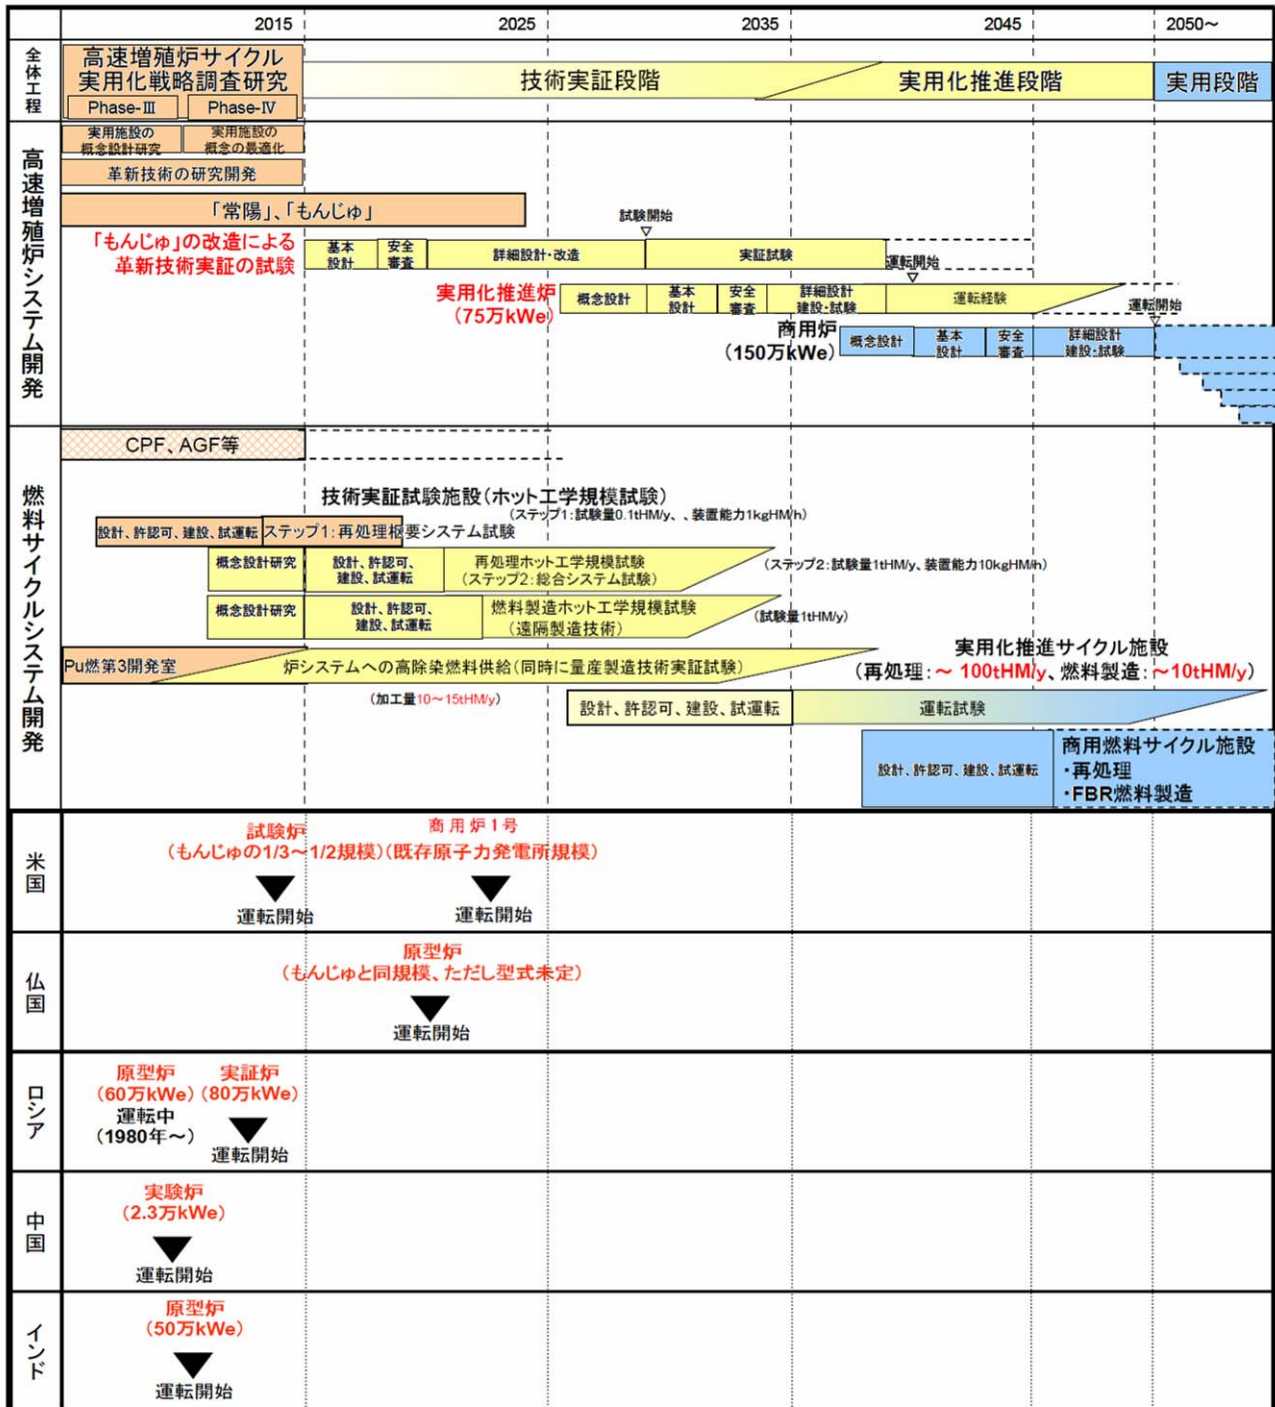 2015
2025
2035
2045
2050～
全体工程
高速増殖炉サイクル
実用化戦略調査研究
Phase-Ⅲ
Phase-Ⅳ
技術実証段階
実用化推進段階
実用段階
高速増殖炉システム開発
実用施設の
概念設計研究
実用施設の
概念の最適化
革新技術の研究開発
「常陽」、「もんじゅ」
「もんじゅ」の改造による
革新技術実証の試験
基本
設計
安全
審査
詳細設計・改造
試験開始
実証試験
実用化推進炉
(75万kWe)
概念設計
基本
設計
安全
審査
詳細設計
建設・試験
運転開始
運転経験
商用炉
(150万kWe)
概念設計
基本
設計
安全
審査
詳細設計
建設・試験
運転開始
燃料サイクルシステム開発
CPF、AGF等
技術実証試験施設(ホット工学規模試験)
(ステップ1：試験量0.1tHM/y、、装置能力1kgHM/h)
設計、許認可、建設、試運転
ステップ1：再処理枢要システム試験
概念設計研究
設計、許認可、
建設、試運転
再処理ホット工学規模試験
(ステップ2：総合システム試験)
(ステップ2：試験量1tHM/y、装置能力10kgHM/h)
概念設計研究
設計、許認可、
建設、試運転
燃料製造ホット工学規模試験
(遠隔製造技術)
(試験量1tHM/y)
Pu燃第3開発室
炉システムへの高除染燃料供給(同時に量産製造技術実証試験)
(加工量10～15tHM/y)
実用化推進サイクル施設
(再処理：～ 100tHM/y、燃料製造：～10tHM/y)
設計、許認可、建設、試運転
運転試験
設計、許認可、建設、試運転
商用燃料サイクル施設
・再処理
・FBR燃料製造
米国
試験炉
(もんじゅの1/3～1/2規模)
運転開始
商用炉1号
(既存原子力発電所規模)
運転開始
仏国
原型炉
(もんじゅと同規模、ただし型式未定)
運転開始
ロシア
原型炉
(60万kWe)
運転中
(1980年～)
実証炉
(80万kWe)
運転開始
中国
実験炉
(2.3万kWe)
運転開始
インド
原型炉
(50万kWe)
運転開始